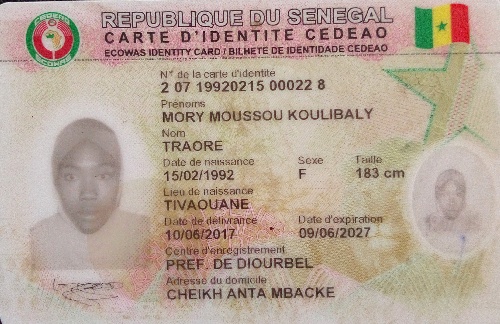 REPUBLIQUE DU SENEGAL
CARTE D'IDENTITE CEDEAO
ECOWAS IDENTITY CARD / BILHETE DE IDENTIDADE CEDEAO
ECOWAS
N° de la carte d'identite
2 07 19920215 00022 8
Prénoms
MORY MOUSSOU KOULIBALY
Nom
TRAORE
Date de naissance Sexe Taille
15/02/1992 F 183 cm
Lieu de naissance
TIVAOUANE
Date de délivrance Date d'expiration
10/06/2017 09/06/2027
Centre d'enregistrement
PREF. DE DIOURBEL
Adresse du domicile
CHEIKH ANTA MBACKE